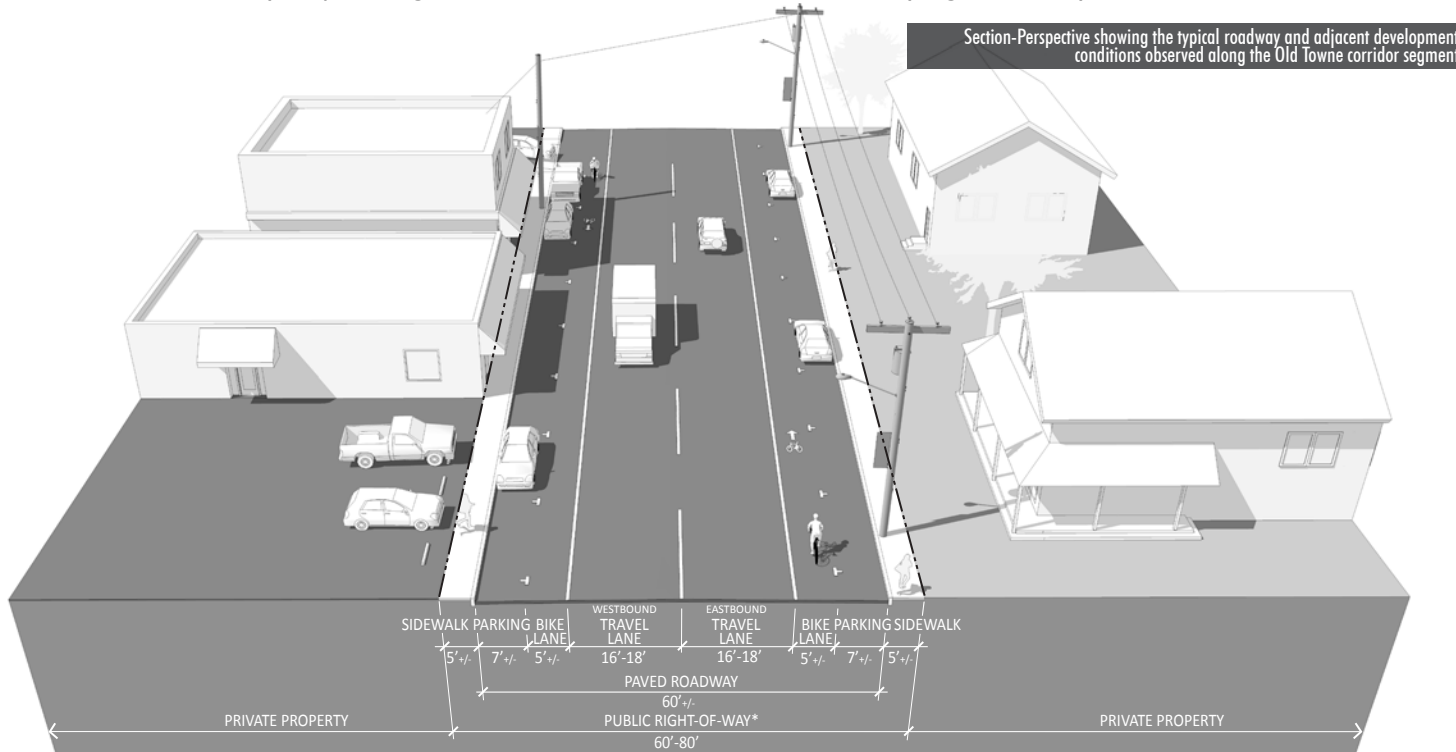 Section-Perspective showing the typical roadway and adjacent development
conditions observed along the Old Towne corridor segment
WESTBOUND EASTBOUND
SIDEWALK PARKING BIKE TRAVEL TRAVEL BIKE PARKING SIDEWALK
LANE LANE LANE LANE
5'+/- 7'+/- 5'+/- 16'-18' 16'-18' 5'+/- 7'+/- 5'+/-
PAVED ROADWAY
60'+/-
PRIVATE PROPERTY PUBLIC RIGHT-OF-WAY* PRIVATE PROPERTY
60'-80'